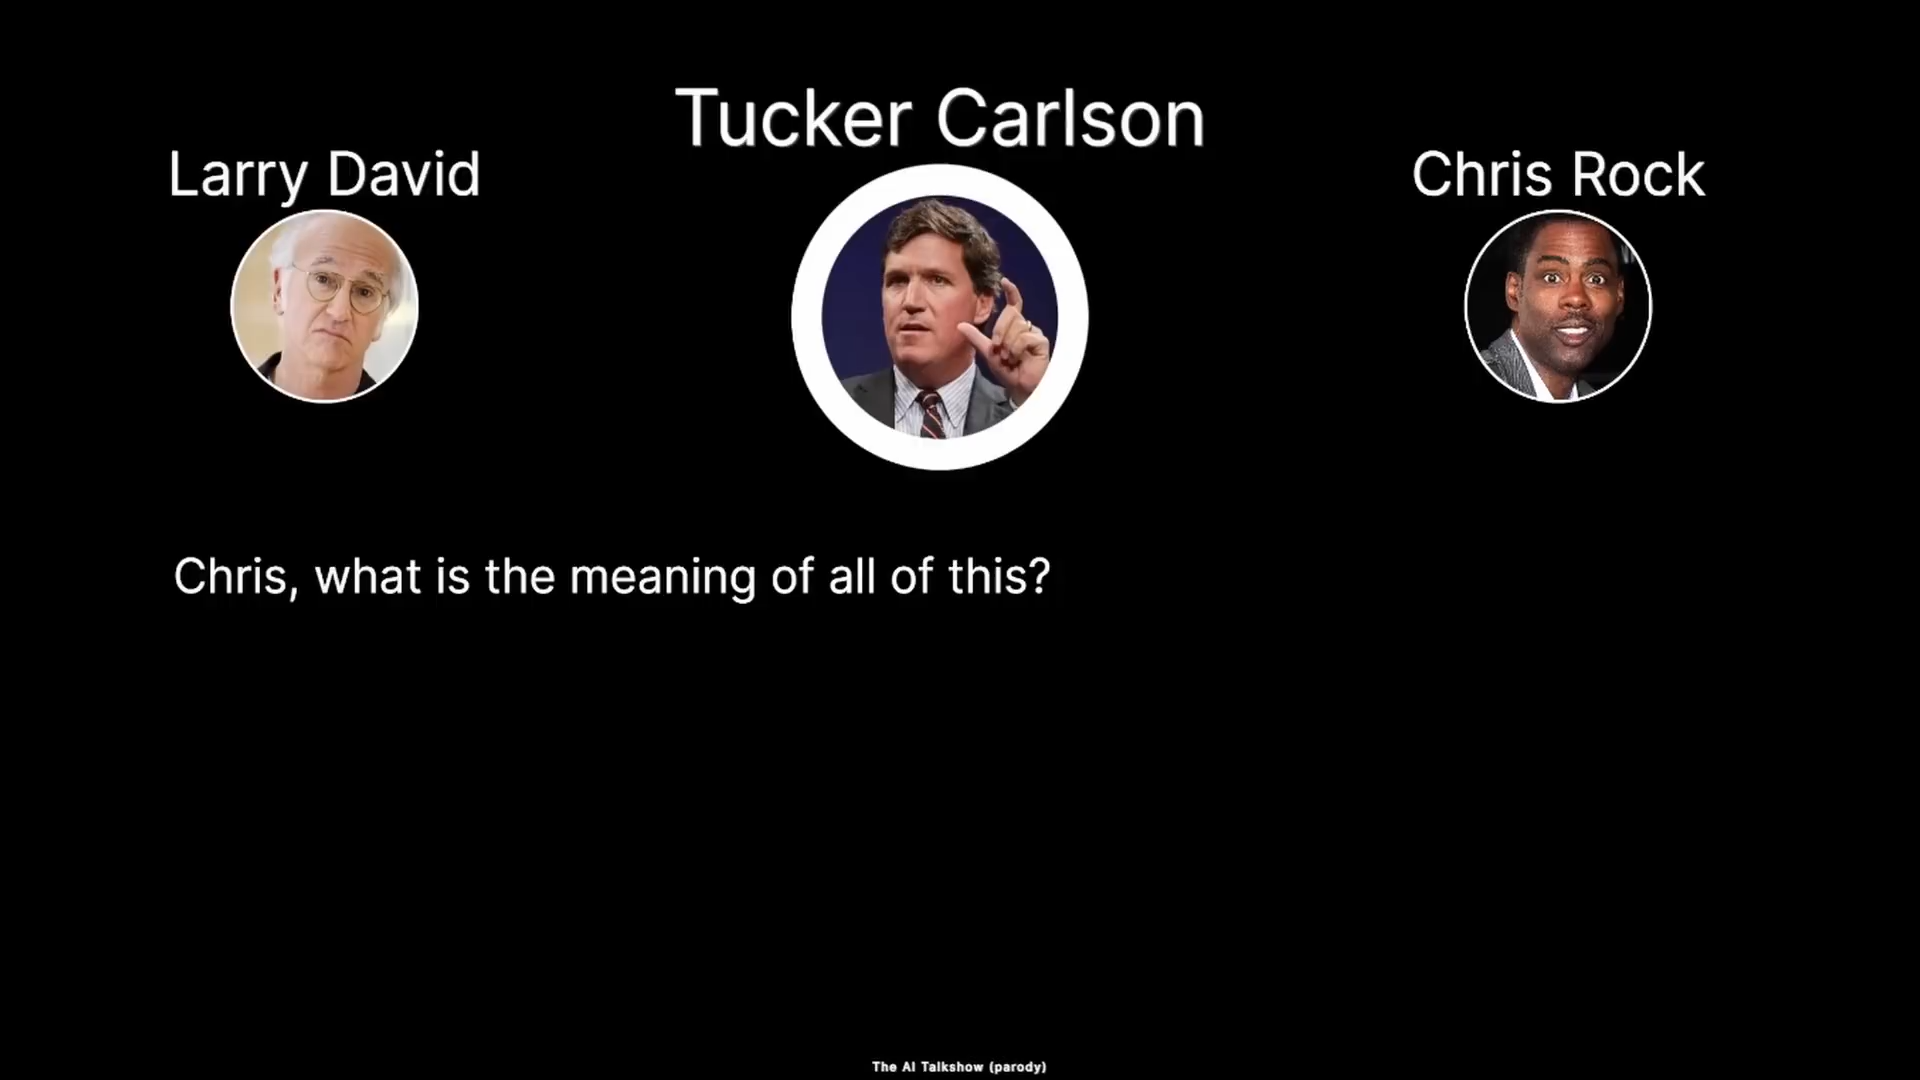 Tucker Carlson
Larry David
Chris Rock
Chris, what is the meaning of all of this?
The AI Talkshow (parody)